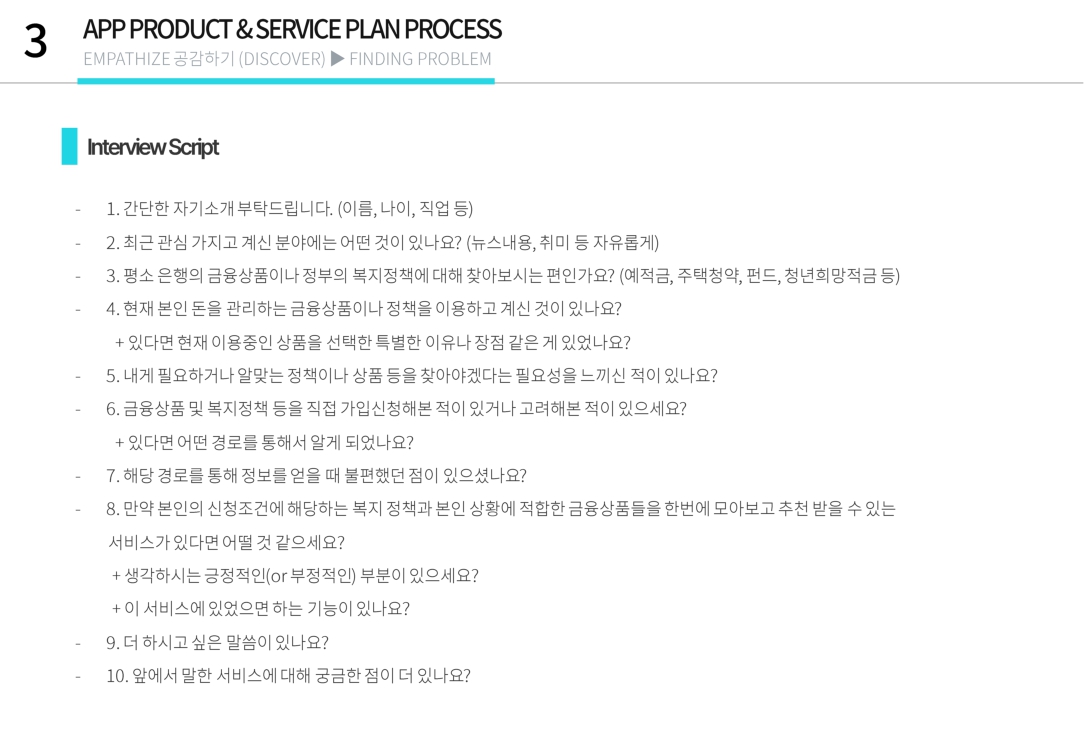 3
APP PRODUCT & SERVICE PLAN PROCESS
EMPATHIZE 공감하기 (DISCOVER) ▶ FINDING PROBLEM
Interview Script
- 1. 간단한 자기소개 부탁드립니다. (이름, 나이, 직업 등)
- 2. 최근 관심 가지고 계신 분야에는 어떤 것이 있나요? (뉴스내용, 취미 등 자유롭게)
- 3. 평소 은행의 금융상품이나 정부의 복지정책에 대해 찾아보시는 편인가요? (예적금, 주택청약, 펀드, 청년희망적금 등)
- 4. 현재 본인 돈을 관리하는 금융상품이나 정책을 이용하고 계신 것이 있나요?
+ 있다면 현재 이용중인 상품을 선택한 특별한 이유나 장점 같은 게 있었나요?
- 5. 내게 필요하거나 알맞는 정책이나 상품 등을 찾아야겠다는 필요성을 느끼신 적이 있나요?
- 6. 금융상품 및 복지정책 등을 직접 가입신청해본 적이 있거나 고려해본 적이 있으세요?
+ 있다면 어떤 경로를 통해서 알게 되었나요?
- 7. 해당 경로를 통해 정보를 얻을 때 불편했던 점이 있으셨나요?
- 8. 만약 본인의 신청조건에 해당하는 복지 정책과 본인 상황에 적합한 금융상품들을 한번에 모아보고 추천 받을 수 있는
서비스가 있다면 어떨 것 같으세요?
+ 생각하시는 긍정적인(or 부정적인) 부분이 있으세요?
+ 이 서비스에 있었으면 하는 기능이 있나요?
- 9. 더 하시고 싶은 말씀이 있나요?
- 10. 앞에서 말한 서비스에 대해 궁금한 점이 더 있나요?